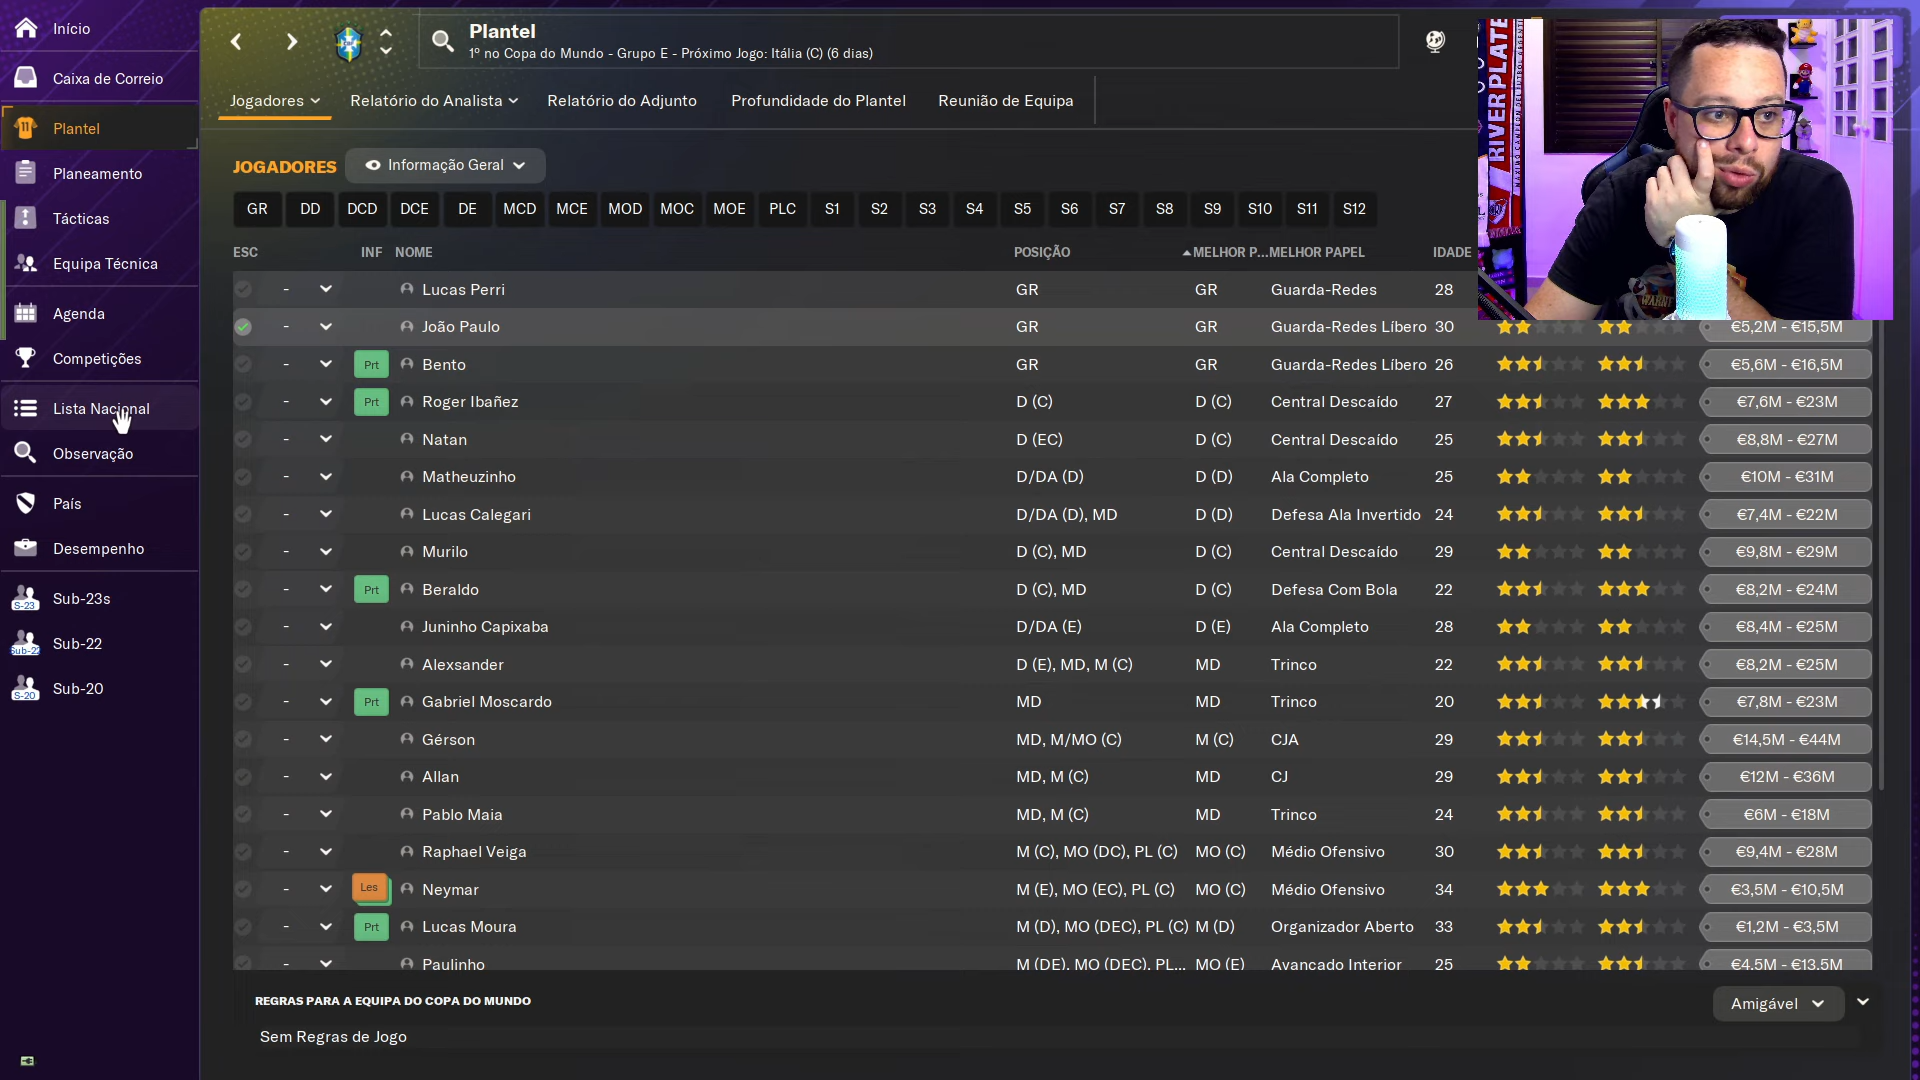 Início
Caixa de Correio
Plantel
Planeamento
Tácticas
Equipa Técnica
Agenda
Competições
Lista Nacional
Observação
País
Desempenho
S-23 Sub-23s
Sub-22
S-20 Sub-20
Plantel
1º no Copa do Mundo - Grupo E - Próximo Jogo: Itália (C) (6 dias)
Jogadores Relatório do Analista Relatório do Adjunto Profundidade do Plantel Reunião de Equipa
RIVER PLATE
JOGADORES Informação Geral
GR DD DCD DCE DE MCD MCE MOD MOC MOE PLC S1 S2 S3 S4 S5 S6 S7 S8 S9 S10 S11 S12
ESC INF NOME POSIÇÃO MELHOR P... MELHOR PAPEL IDADE
- Lucas Perri GR GR Guarda-Redes 28
- João Paulo GR GR Guarda-Redes Líbero 30 €5,2M - €15,5M
- Prt Bento GR GR Guarda-Redes Líbero 26 €5,6M - €16,5M
- Prt Roger Ibañez D (C) D (C) Central Descaído 27 €7,6M - €23M
- Natan D (EC) D (C) Central Descaído 25 €8,8M - €27M
- Matheuzinho D/DA (D) D (D) Ala Completo 25 €10M - €31M
- Lucas Calegari D/DA (D), MD D (D) Defesa Ala Invertido 24 €7,4M - €22M
- Murilo D (C), MD D (C) Central Descaído 29 €9,8M - €29M
- Prt Beraldo D (C), MD D (C) Defesa Com Bola 22 €8,2M - €24M
- Juninho Capixaba D/DA (E) D (E) Ala Completo 28 €8,4M - €25M
- Alexsander D (E), MD, M (C) MD Trinco 22 €8,2M - €25M
- Prt Gabriel Moscardo MD MD Trinco 20 €7,8M - €23M
- Gérson MD, M/MO (C) M (C) CJA 29 €14,5M - €44M
- Allan MD, M (C) MD CJ 29 €12M - €36M
- Pablo Maia MD, M (C) MD Trinco 24 €6M - €18M
- Raphael Veiga M (C), MO (DC), PL (C) MO (C) Médio Ofensivo 30 €9,4M - €28M
- Les Neymar M (E), MO (EC), PL (C) MO (C) Médio Ofensivo 34 €3,5M - €10,5M
- Prt Lucas Moura M (D), MO (DEC), PL (C) M (D) Organizador Aberto 33 €1,2M - €3,5M
- Paulinho M (DE), MO (DEC), PL... MO (E) Avançado Interior 25 €4,5M - €13,5M
REGRAS PARA A EQUIPA DO COPA DO MUNDO
Amigável
Sem Regras de Jogo